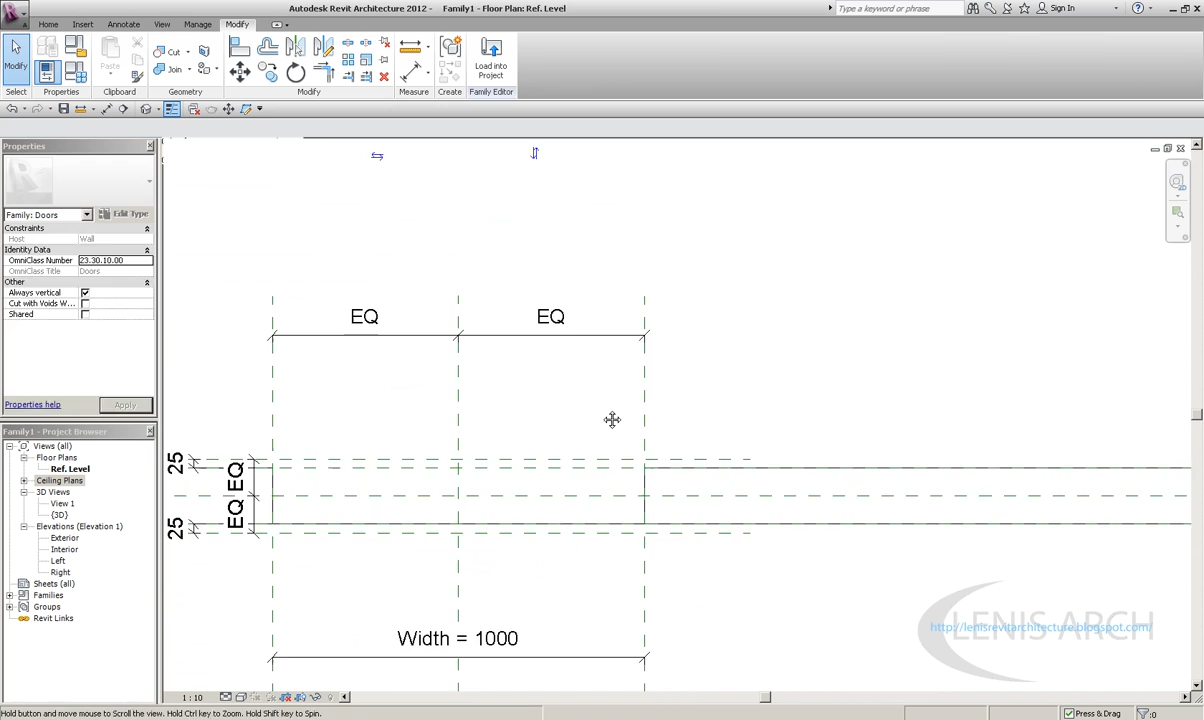 Autodesk Revit Architecture 2012 - Family1 - Floor Plan: Ref. Level
Type a keyword or phrase
Sign In
Home Insert Annotate View Manage Modify
Modify
Paste
Cut
Join
Load into
Project
Select Properties Clipboard Geometry Modify Measure Create Family Editor
Properties
Family: Doors
Edit Type
Constraints
Host Wall
Identity Data
OmniClass Number 23.30.10.00
OmniClass Title Doors
Other
Always vertical
Cut with Voids W...
Shared
Properties help
Apply
Family1 - Project Browser
Views (all)
Floor Plans
Ref. Level
Ceiling Plans
3D Views
View 1
{3D}
Elevations (Elevation 1)
Exterior
Interior
Left
Right
Sheets (all)
Families
Groups
Revit Links
EQ EQ
25
EQ
EQ
25
Width = 1000
LENIS ARCH
http://lenisrevitarchitecture.blogspot.com/
1 : 10
Hold button and move mouse to Scroll the view. Hold Ctrl key to Zoom. Hold Shift key to Spin.
Press & Drag
:0